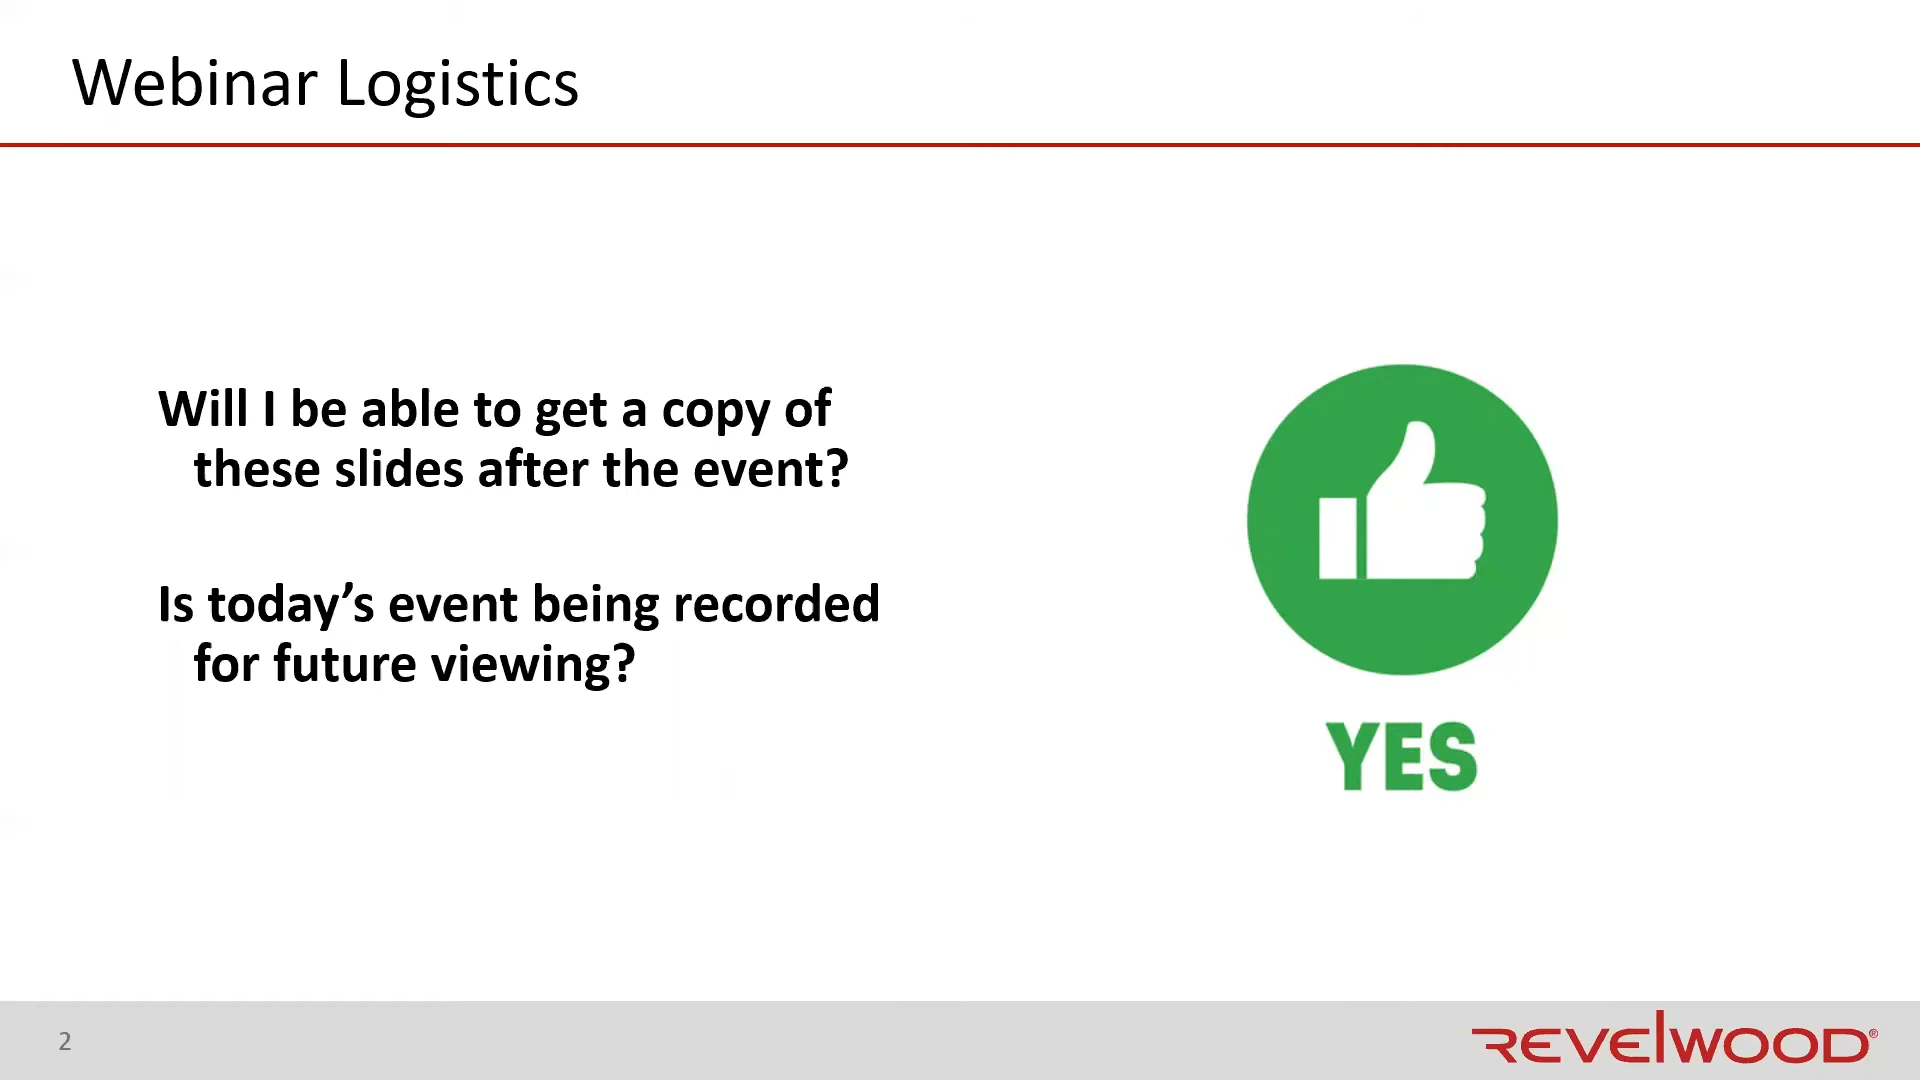 Webinar Logistics
Will I be able to get a copy of
these slides after the event?
Is today’s event being recorded
for future viewing?
YES
2
REVELWOOD®